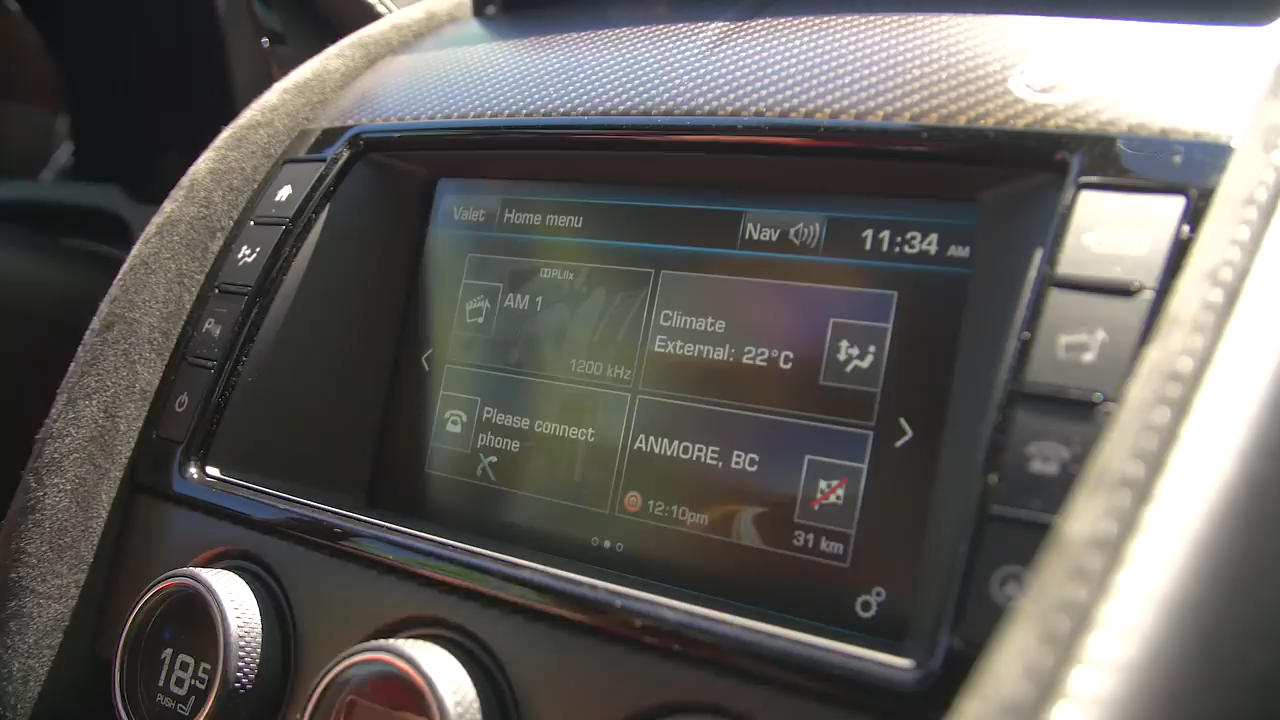 Valet Home menu Nav 11:34 AM
PLIIx
AM 1
1200 kHz
Climate
External: 22°C
Please connect
phone
ANMORE, BC
12:10pm
31 km
18.5
PUSH